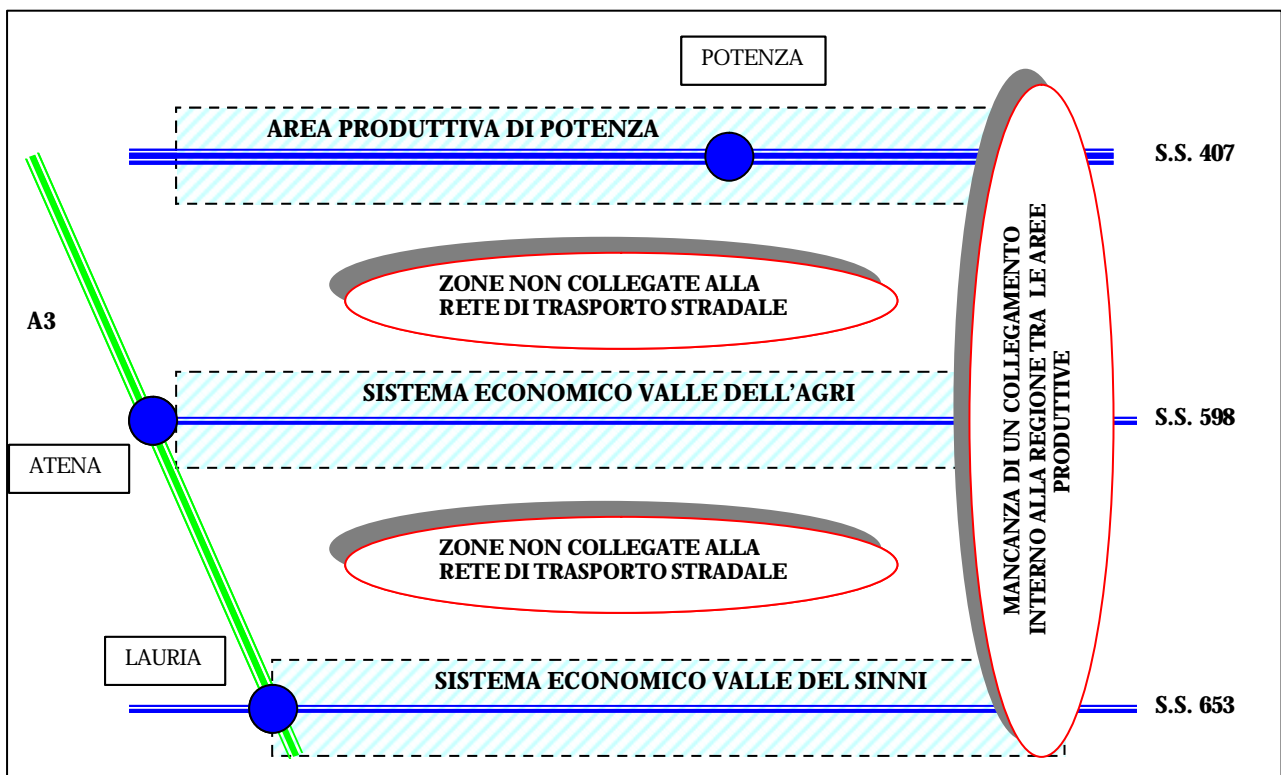 POTENZA
AREA PRODUTTIVA DI POTENZA
S.S. 407
ZONE NON COLLEGATE ALLA
RETE DI TRASPORTO STRADALE
A3
SISTEMA ECONOMICO VALLE DELL’AGRI
S.S. 598
ATENA
MANCANZA DI UN COLLEGAMENTO
INTERNO ALLA REGIONE TRA LE AREE
PRODUTTIVE
ZONE NON COLLEGATE ALLA
RETE DI TRASPORTO STRADALE
LAURIA
SISTEMA ECONOMICO VALLE DEL SINNI
S.S. 653